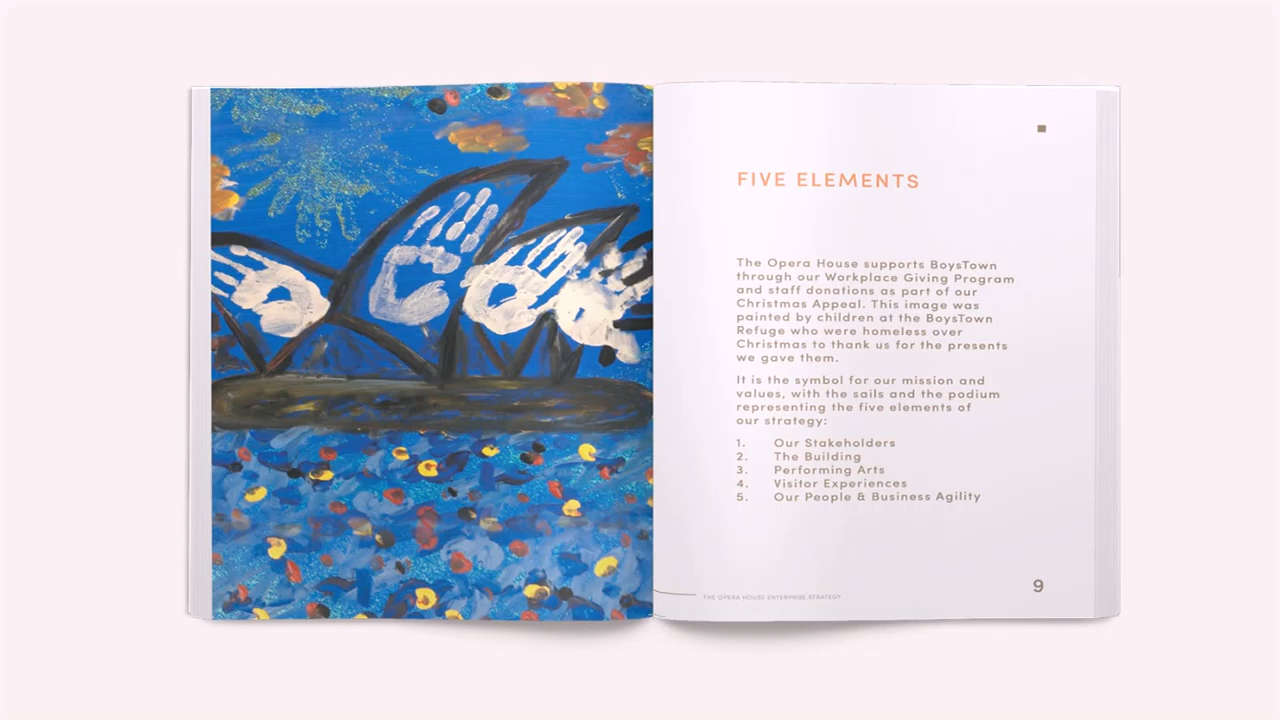 FIVE ELEMENTS
The Opera House supports BoysTown
through our Workplace Giving Program
and staff donations as part of our
Christmas Appeal. This image was
painted by children at the BoysTown
Refuge who were homeless over
Christmas to thank us for the presents
we gave them.
It is the symbol for our mission and
values, with the sails and the podium
representing the five elements of
our strategy:
1. Our Stakeholders
2. The Building
3. Performing Arts
4. Visitor Experiences
5. Our People & Business Agility
THE OPERA HOUSE ENTERPRISE STRATEGY
9